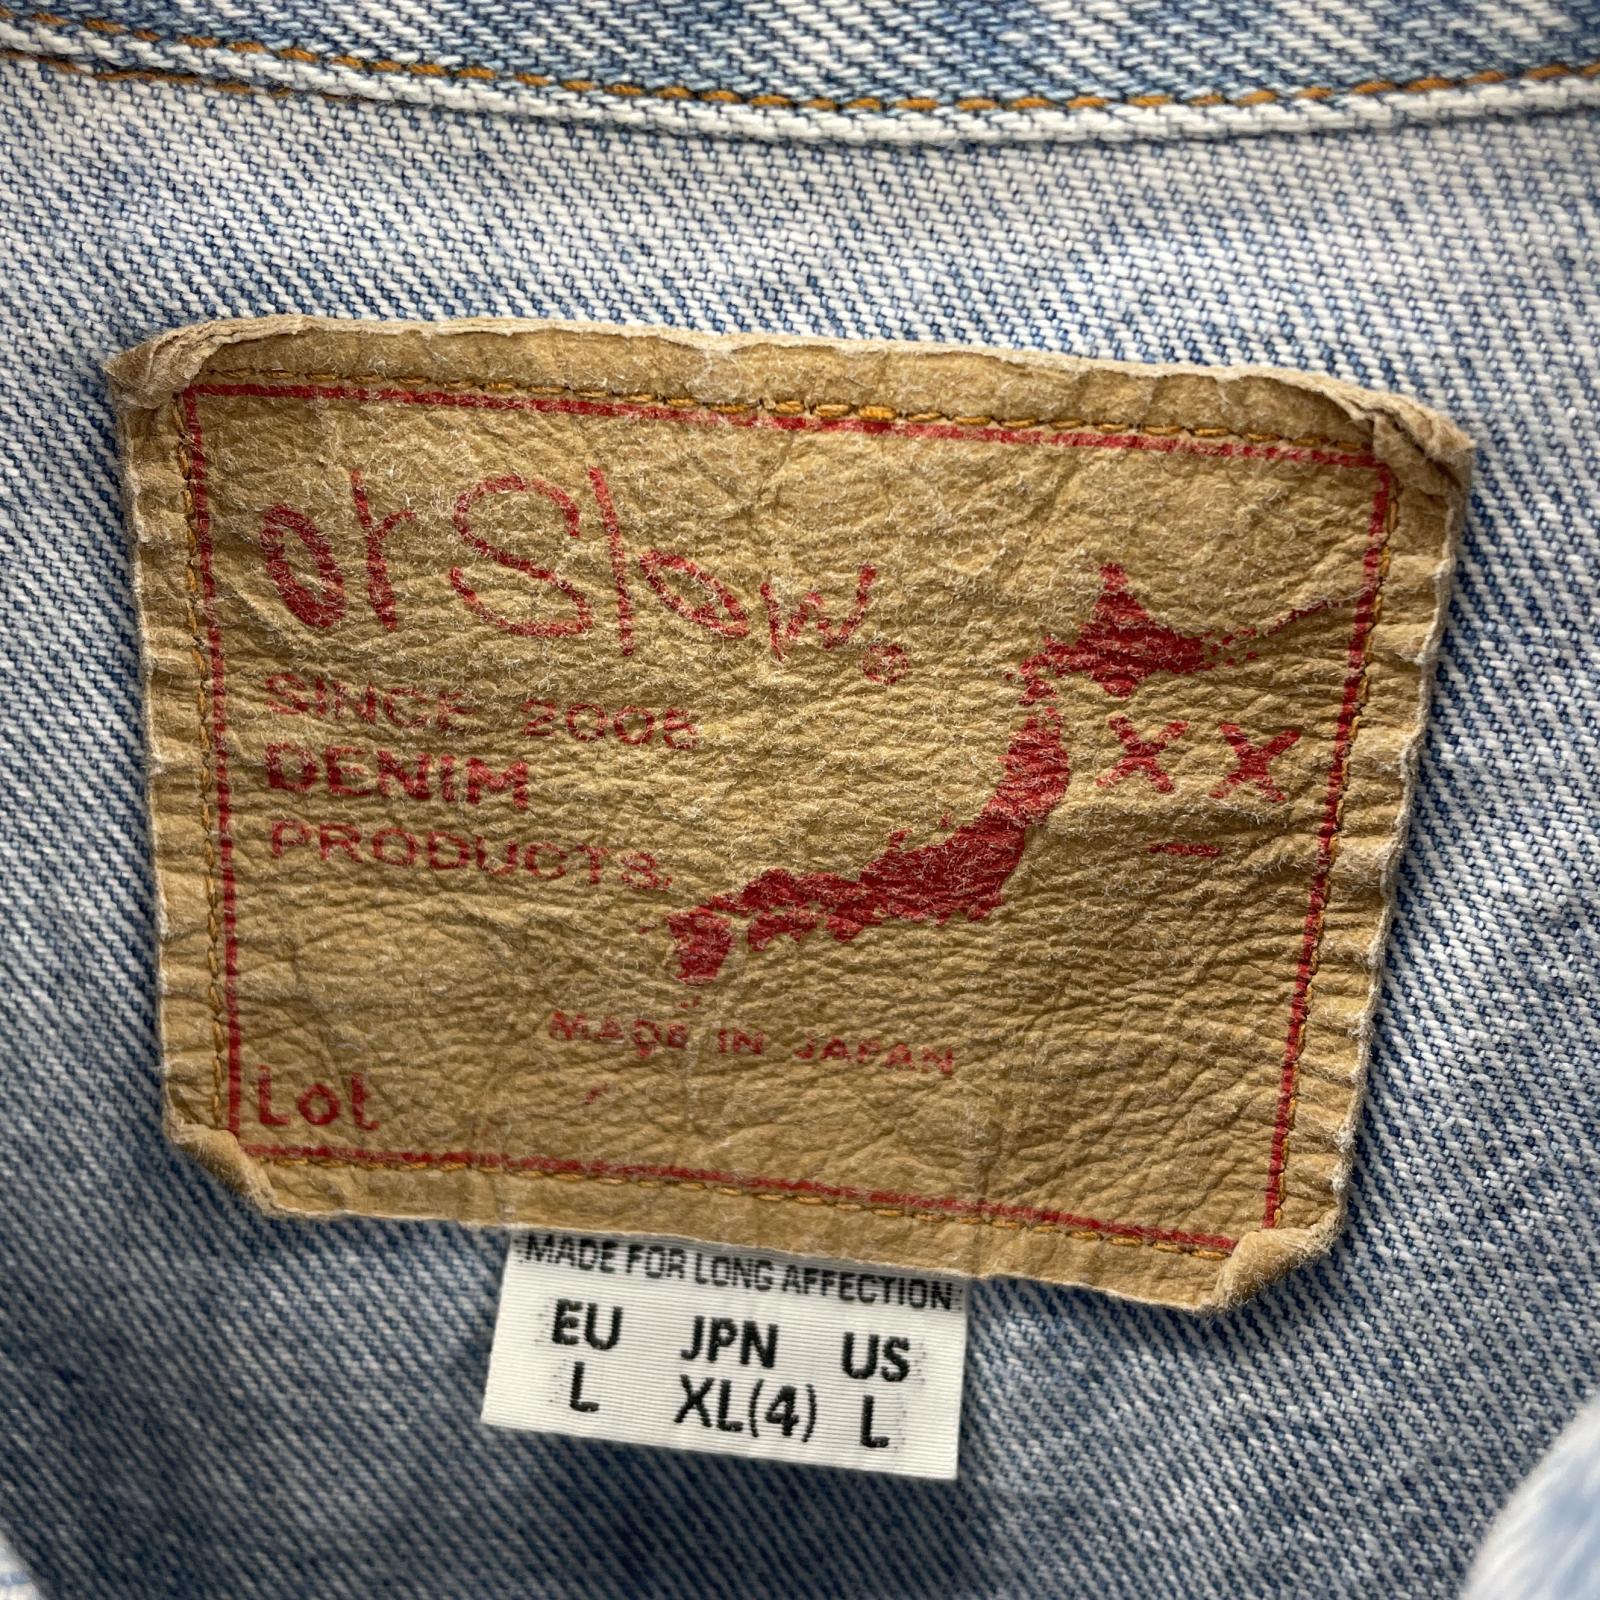 orSlow®
SINCE 2005
DENIM
PRODUCTS.
XX
MADE IN JAPAN
Lot
MADE FOR LONG AFFECTION
EU JPN US
L XL(4) L